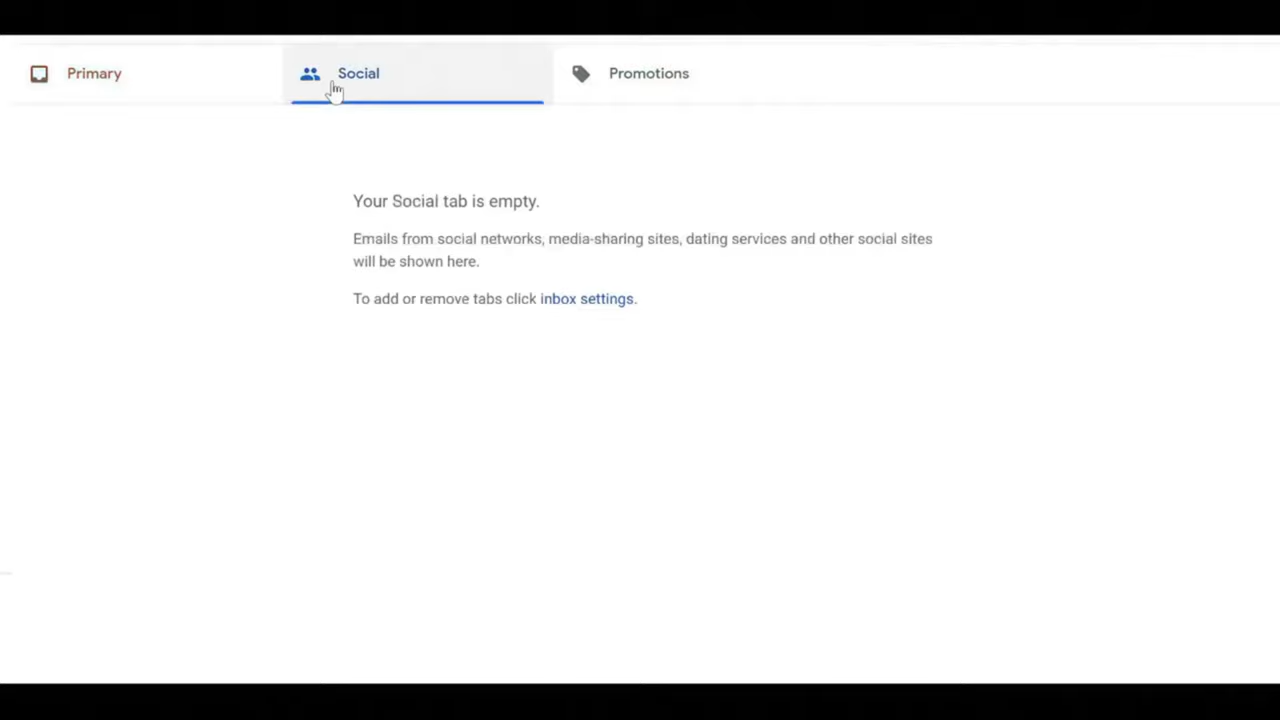 Primary
Social
Promotions
Your Social tab is empty.
Emails from social networks, media-sharing sites, dating services and other social sites
will be shown here.
To add or remove tabs click inbox settings.